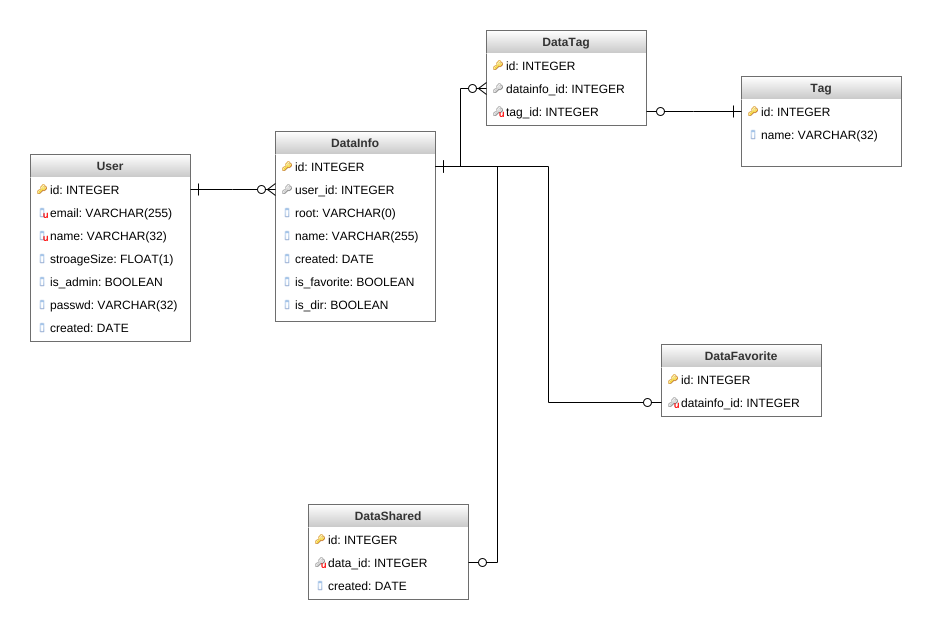 DataTag
id: INTEGER
datainfo_id: INTEGER
tag_id: INTEGER
Tag
id: INTEGER
name: VARCHAR(32)
DataInfo
id: INTEGER
user_id: INTEGER
root: VARCHAR(0)
name: VARCHAR(255)
created: DATE
is_favorite: BOOLEAN
is_dir: BOOLEAN
User
id: INTEGER
email: VARCHAR(255)
name: VARCHAR(32)
stroageSize: FLOAT(1)
is_admin: BOOLEAN
passwd: VARCHAR(32)
created: DATE
DataFavorite
id: INTEGER
datainfo_id: INTEGER
DataShared
id: INTEGER
data_id: INTEGER
created: DATE